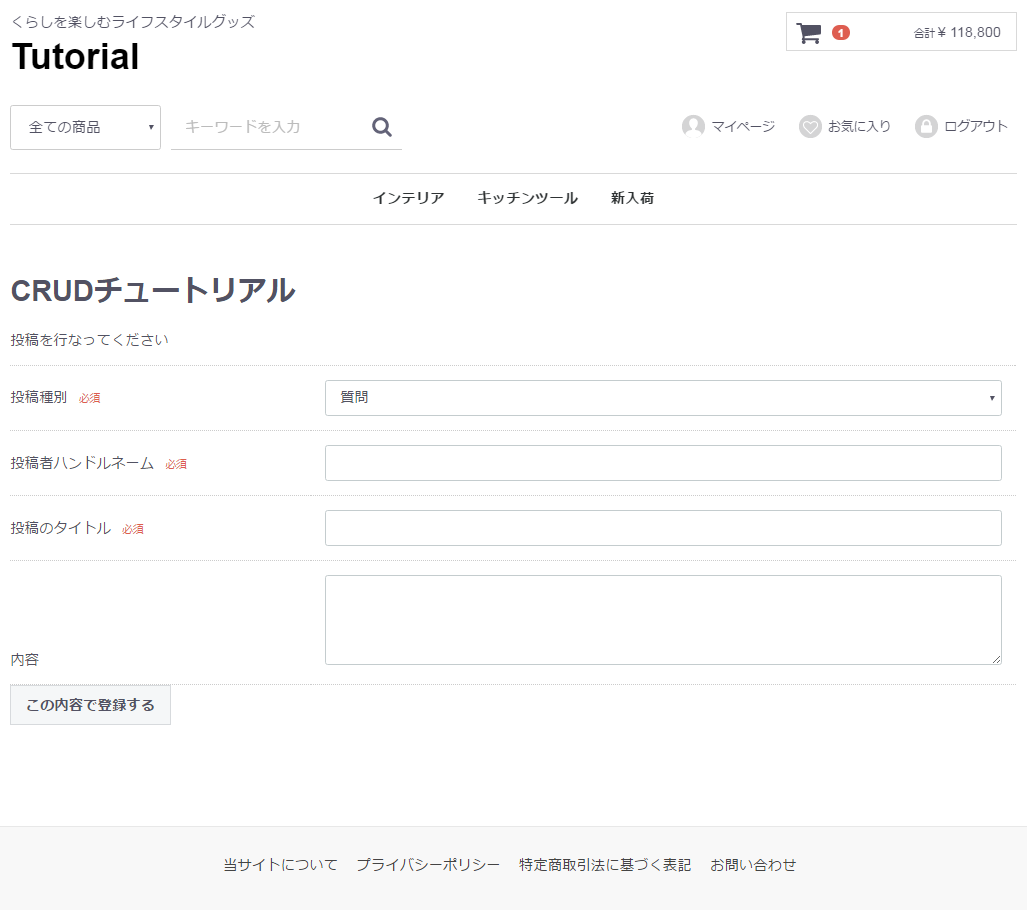 くらしを楽しむライフスタイルグッズ
Tutorial
1 合計 ¥ 118,800
全ての商品 キーワードを入力 マイページ お気に入り ログアウト
インテリア キッチンツール 新入荷
CRUDチュートリアル
投稿を行なってください
投稿種別 必須 質問
投稿者ハンドルネーム 必須
投稿のタイトル 必須
内容
この内容で登録する
当サイトについて プライバシーポリシー 特定商取引法に基づく表記 お問い合わせ